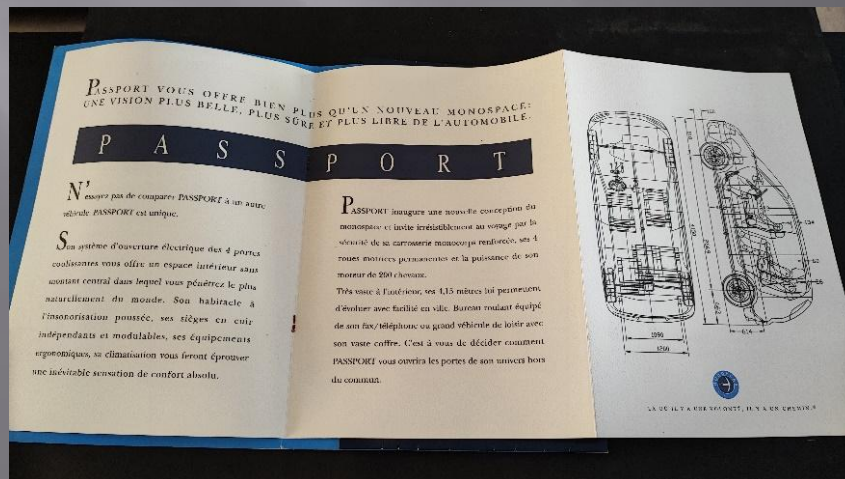 PASSPORT VOUS OFFRE BIEN PLUS QU'UN NOUVEAU MONOSPACE:
UNE VISION PLUS BELLE, PLUS SÛRE ET PLUS LIBRE DE L'AUTOMOBILE.
PASSPORT
N'essayez pas de comparer PASSPORT à un autre
véhicule PASSPORT est unique.
Son système d'ouverture électrique des 4 portes
coulissantes vous offre un espace intérieur sans
montant central dans lequel vous pénétrez le plus
naturellement du monde. Son habitacle à
l'insonorisation poussée, ses sièges en cuir
indépendants et modulables, ses équipements
ergonomiques, sa climatisation vous feront éprouver
une inévitable sensation de confort absolu.
PASSPORT inaugure une nouvelle conception du
monospace et invite irrésistiblement au voyage par la
sécurité de sa carrosserie monocorps renforcée, ses 4
roues motrices permanentes et la puissance de son
moteur de 200 chevaux.
Très vaste à l'intérieur, ses 4,15 mètres lui permettent
d'évoluer avec facilité en ville. Bureau roulant équipé
de son fax/téléphone ou grand véhicule de loisir avec
son vaste coffre. C'est à vous de décider comment
PASSPORT vous ouvrira les portes de son univers hors
du commun.
LÀ OÙ IL Y A UNE VOLONTÉ, IL Y A UN CHEMIN.